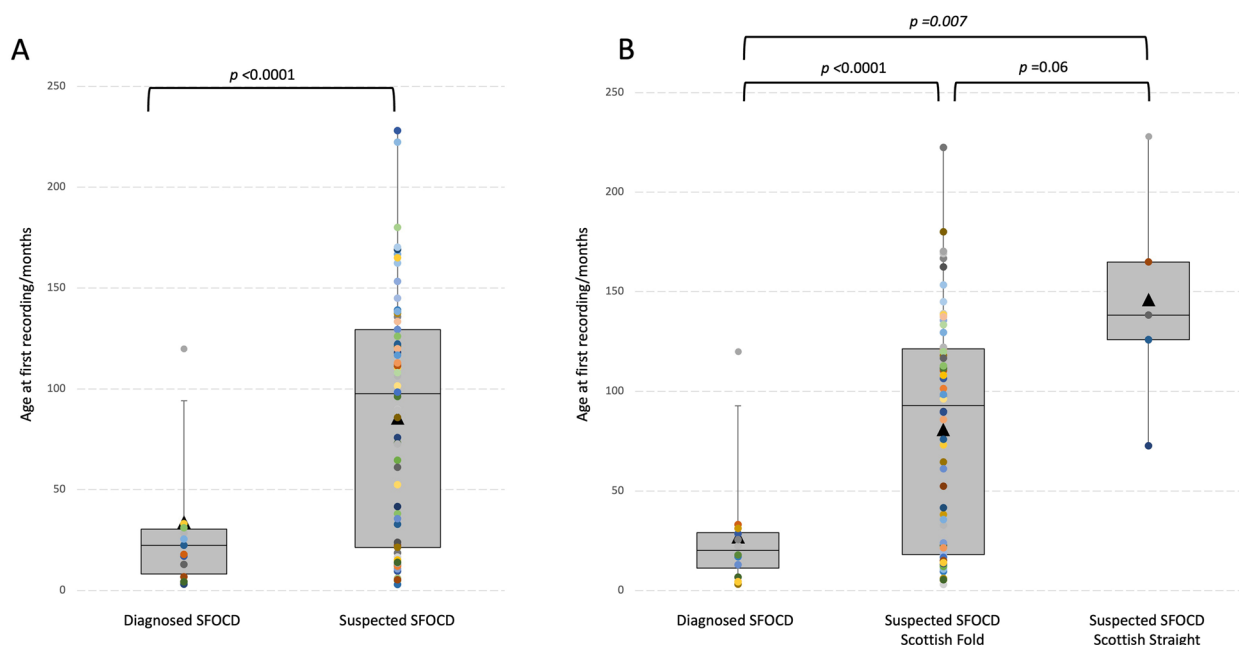 A
p <0.0001
Age at first recording/months
250
200
150
100
50
0
Diagnosed SFOCD
Suspected SFOCD
B
p =0.007
p <0.0001
p =0.06
Age at first recording/months
250
200
150
100
50
0
Diagnosed SFOCD
Suspected SFOCD
Scottish Fold
Suspected SFOCD
Scottish Straight